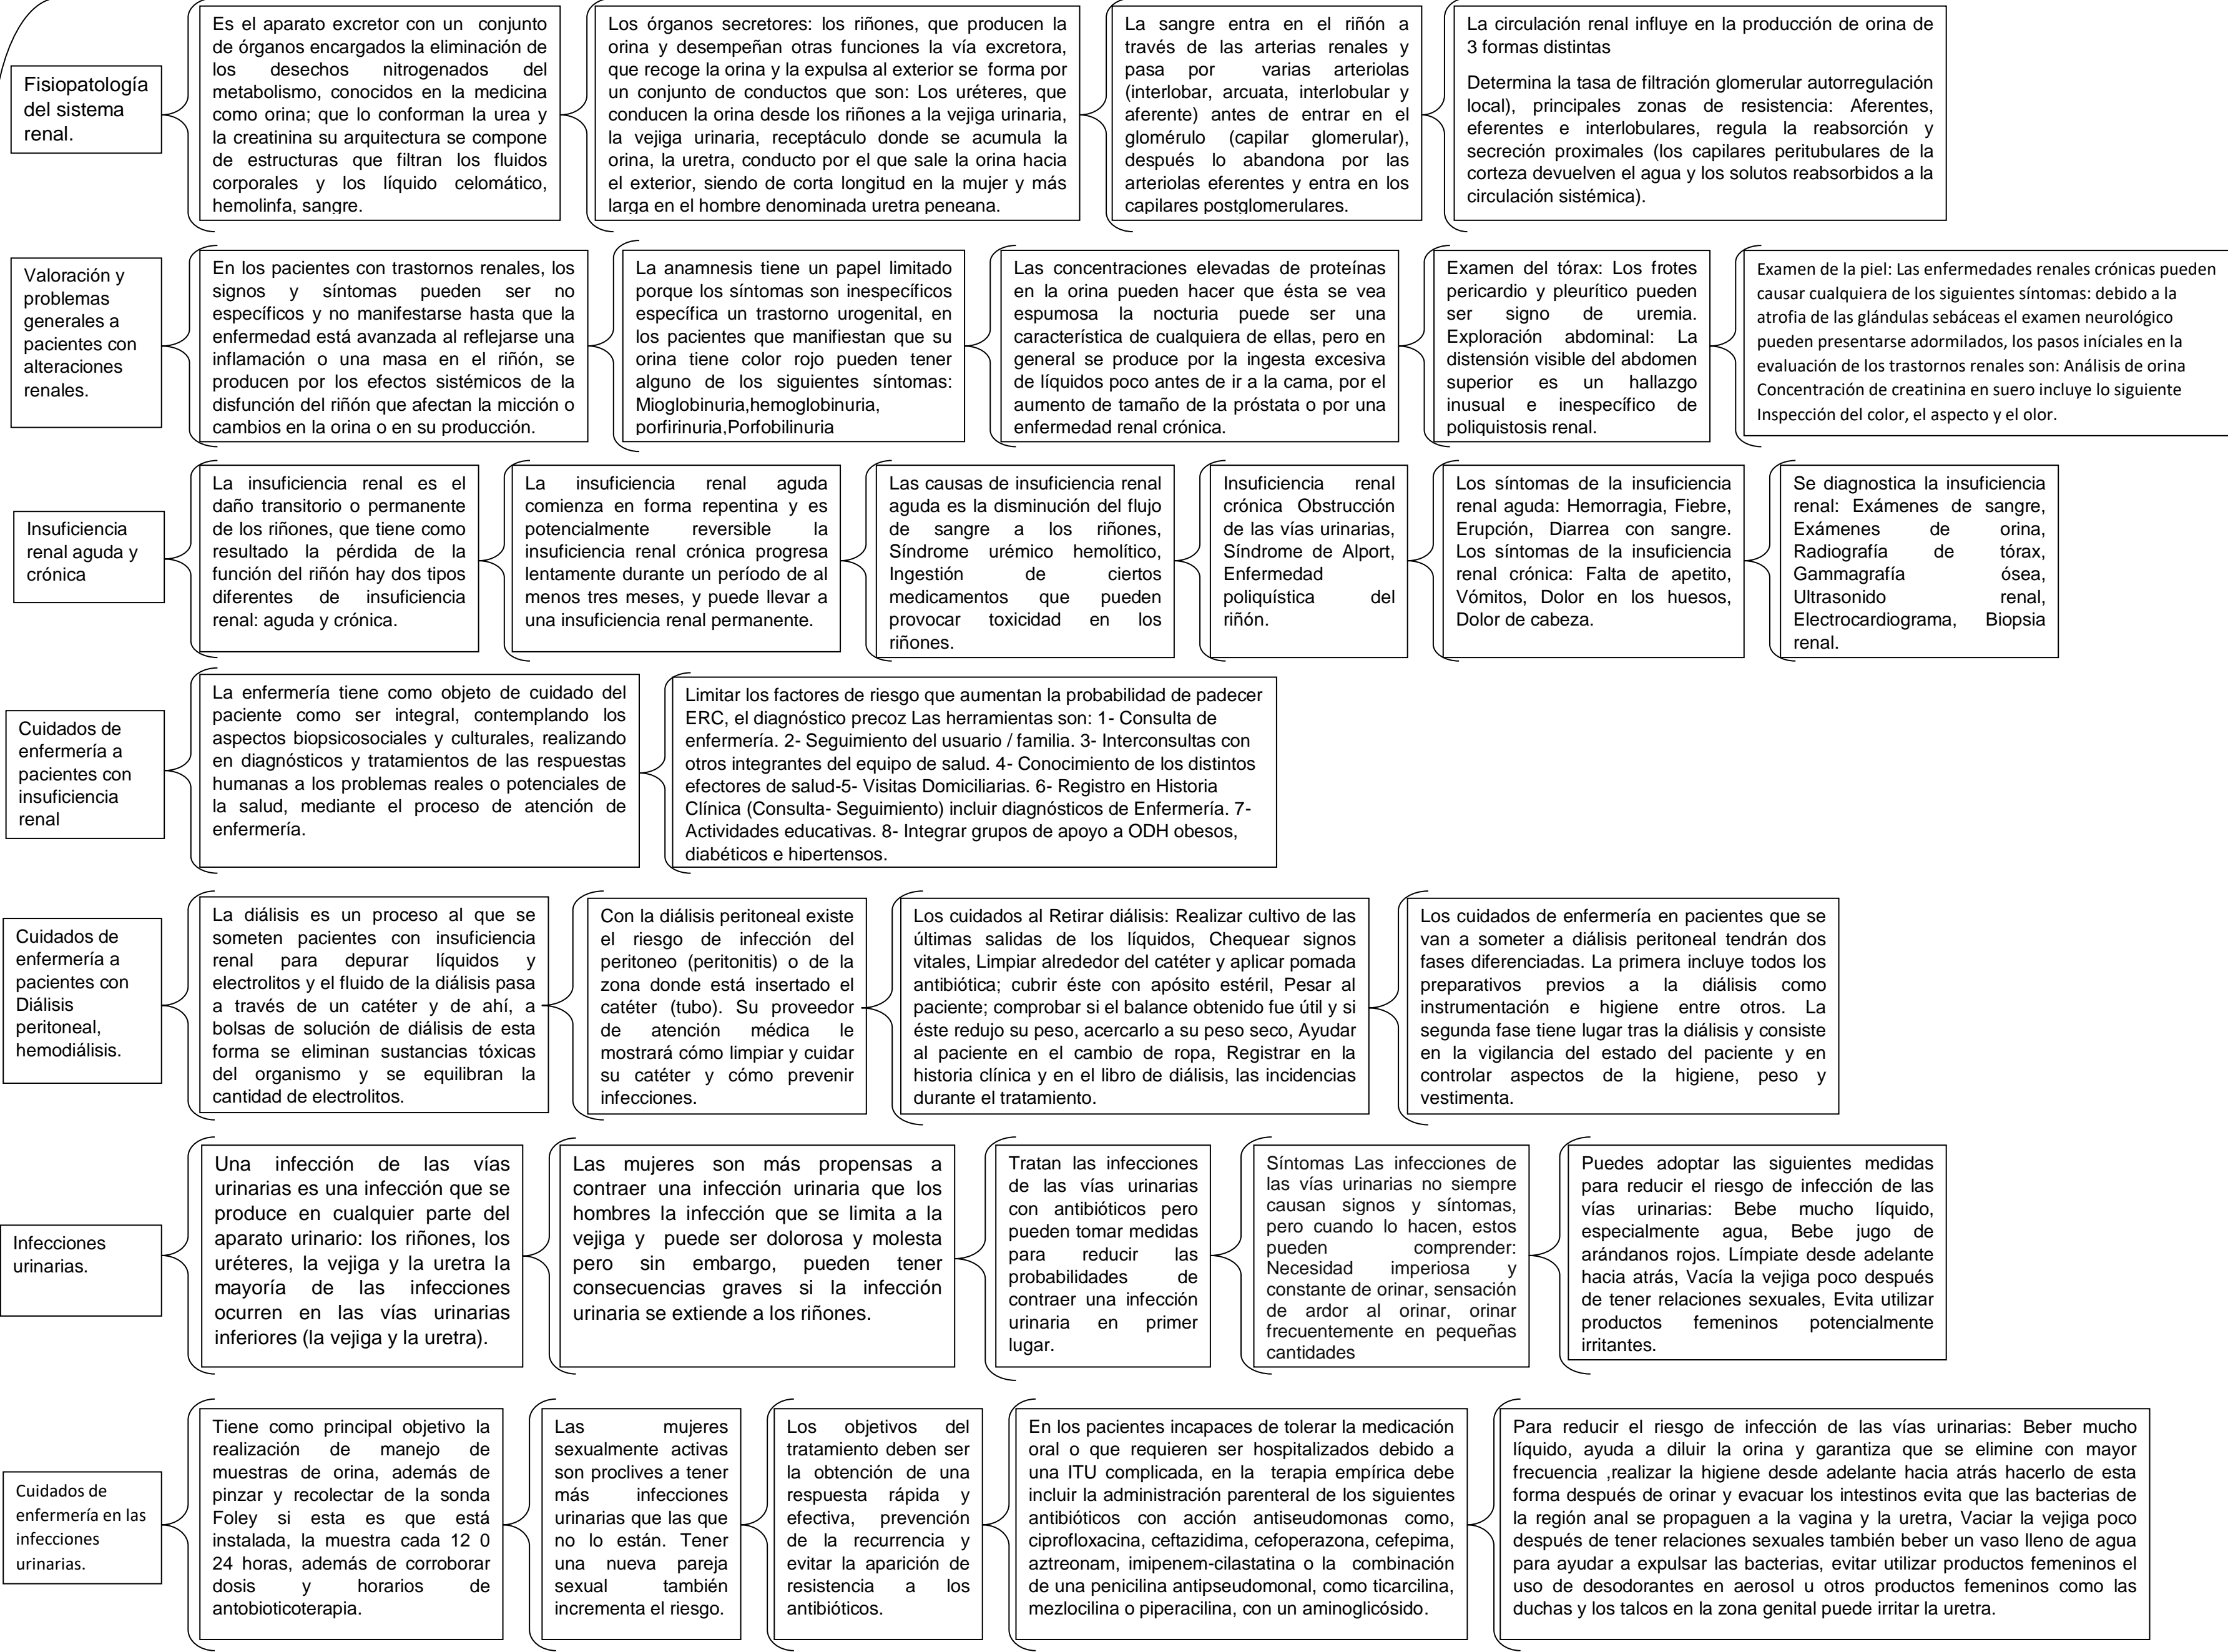 Fisiopatología
del sistema
renal.
Es el aparato excretor con un conjunto
de órganos encargados la eliminación de
los desechos nitrogenados del
metabolismo, conocidos en la medicina
como orina; que lo conforman la urea y
la creatinina su arquitectura se compone
de estructuras que filtran los fluidos
corporales y los líquido celomático,
hemolinfa, sangre.
Los órganos secretores: los riñones, que producen la
orina y desempeñan otras funciones la vía excretora,
que recoge la orina y la expulsa al exterior se forma por
un conjunto de conductos que son: Los uréteres, que
conducen la orina desde los riñones a la vejiga urinaria,
la vejiga urinaria, receptáculo donde se acumula la
orina, la uretra, conducto por el que sale la orina hacia
el exterior, siendo de corta longitud en la mujer y más
larga en el hombre denominada uretra peneana.
La sangre entra en el riñón a
través de las arterias renales y
pasa por varias arteriolas
(interlobar, arcuata, interlobular y
aferente) antes de entrar en el
glomérulo (capilar glomerular),
después lo abandona por las
arteriolas eferentes y entra en los
capilares postglomerulares.
La circulación renal influye en la producción de orina de
3 formas distintas
Determina la tasa de filtración glomerular autorregulación
local), principales zonas de resistencia: Aferentes,
eferentes e interlobulares, regula la reabsorción y
secreción proximales (los capilares peritubulares de la
corteza devuelven el agua y los solutos reabsorbidos a la
circulación sistémica).
Valoración y
problemas
generales a
pacientes con
alteraciones
renales.
En los pacientes con trastornos renales, los
signos y síntomas pueden ser no
específicos y no manifestarse hasta que la
enfermedad está avanzada al reflejarse una
inflamación o una masa en el riñón, se
producen por los efectos sistémicos de la
disfunción del riñón que afectan la micción o
cambios en la orina o en su producción.
La anamnesis tiene un papel limitado
porque los síntomas son inespecíficos
específica un trastorno urogenital, en
los pacientes que manifiestan que su
orina tiene color rojo pueden tener
alguno de los siguientes síntomas:
Mioglobinuria,hemoglobinuria,
porfirinuria,Porfobilinuria
Las concentraciones elevadas de proteínas
en la orina pueden hacer que ésta se vea
espumosa la nocturia puede ser una
característica de cualquiera de ellas, pero en
general se produce por la ingesta excesiva
de líquidos poco antes de ir a la cama, por el
aumento de tamaño de la próstata o por una
enfermedad renal crónica.
Examen del tórax: Los frotes
pericardio y pleurítico pueden
ser signo de uremia.
Exploración abdominal: La
distensión visible del abdomen
superior es un hallazgo
inusual e inespecífico de
poliquistosis renal.
Examen de la piel: Las enfermedades renales crónicas pueden
causar cualquiera de los siguientes síntomas: debido a la
atrofia de las glándulas sebáceas el examen neurológico
pueden presentarse adormilados, los pasos iníciales en la
evaluación de los trastornos renales son: Análisis de orina
Concentración de creatinina en suero incluye lo siguiente
Inspección del color, el aspecto y el olor.
Insuficiencia
renal aguda y
crónica
La insuficiencia renal es el
daño transitorio o permanente
de los riñones, que tiene como
resultado la pérdida de la
función del riñón hay dos tipos
diferentes de insuficiencia
renal: aguda y crónica.
La insuficiencia renal aguda
comienza en forma repentina y es
potencialmente reversible la
insuficiencia renal crónica progresa
lentamente durante un período de al
menos tres meses, y puede llevar a
una insuficiencia renal permanente.
Las causas de insuficiencia renal
aguda es la disminución del flujo
de sangre a los riñones,
Síndrome urémico hemolítico,
Ingestión de ciertos
medicamentos que pueden
provocar toxicidad en los
riñones.
Insuficiencia renal
crónica Obstrucción
de las vías urinarias,
Síndrome de Alport,
Enfermedad
poliquística del
riñón.
Los síntomas de la insuficiencia
renal aguda: Hemorragia, Fiebre,
Erupción, Diarrea con sangre.
Los síntomas de la insuficiencia
renal crónica: Falta de apetito,
Vómitos, Dolor en los huesos,
Dolor de cabeza.
Se diagnostica la insuficiencia
renal: Exámenes de sangre,
Exámenes de orina,
Radiografía de tórax,
Gammagrafía ósea,
Ultrasonido renal,
Electrocardiograma, Biopsia
renal.
Cuidados de
enfermería a
pacientes con
insuficiencia
renal
La enfermería tiene como objeto de cuidado del
paciente como ser integral, contemplando los
aspectos biopsicosociales y culturales, realizando
en diagnósticos y tratamientos de las respuestas
humanas a los problemas reales o potenciales de
la salud, mediante el proceso de atención de
enfermería.
Limitar los factores de riesgo que aumentan la probabilidad de padecer
ERC, el diagnóstico precoz Las herramientas son: 1- Consulta de
enfermería. 2- Seguimiento del usuario / familia. 3- Interconsultas con
otros integrantes del equipo de salud. 4- Conocimiento de los distintos
efectores de salud-5- Visitas Domiciliarias. 6- Registro en Historia
Clínica (Consulta- Seguimiento) incluir diagnósticos de Enfermería. 7-
Actividades educativas. 8- Integrar grupos de apoyo a ODH obesos,
diabéticos e hipertensos.
Cuidados de
enfermería a
pacientes con
Diálisis
peritoneal,
hemodiálisis.
La diálisis es un proceso al que se
someten pacientes con insuficiencia
renal para depurar líquidos y
electrolitos y el fluido de la diálisis pasa
a través de un catéter y de ahí, a
bolsas de solución de diálisis de esta
forma se eliminan sustancias tóxicas
del organismo y se equilibran la
cantidad de electrolitos.
Con la diálisis peritoneal existe
el riesgo de infección del
peritoneo (peritonitis) o de la
zona donde está insertado el
catéter (tubo). Su proveedor
de atención médica le
mostrará cómo limpiar y cuidar
su catéter y cómo prevenir
infecciones.
Los cuidados al Retirar diálisis: Realizar cultivo de las
últimas salidas de los líquidos, Chequear signos
vitales, Limpiar alrededor del catéter y aplicar pomada
antibiótica; cubrir éste con apósito estéril, Pesar al
paciente; comprobar si el balance obtenido fue útil y si
éste redujo su peso, acercarlo a su peso seco, Ayudar
al paciente en el cambio de ropa, Registrar en la
historia clínica y en el libro de diálisis, las incidencias
durante el tratamiento.
Los cuidados de enfermería en pacientes que se
van a someter a diálisis peritoneal tendrán dos
fases diferenciadas. La primera incluye todos los
preparativos previos a la diálisis como
instrumentación e higiene entre otros. La
segunda fase tiene lugar tras la diálisis y consiste
en la vigilancia del estado del paciente y en
controlar aspectos de la higiene, peso y
vestimenta.
Infecciones
urinarias.
Una infección de las vías
urinarias es una infección que se
produce en cualquier parte del
aparato urinario: los riñones, los
uréteres, la vejiga y la uretra la
mayoría de las infecciones
ocurren en las vías urinarias
inferiores (la vejiga y la uretra).
Las mujeres son más propensas a
contraer una infección urinaria que los
hombres la infección que se limita a la
vejiga y puede ser dolorosa y molesta
pero sin embargo, pueden tener
consecuencias graves si la infección
urinaria se extiende a los riñones.
Tratan las infecciones
de las vías urinarias
con antibióticos pero
pueden tomar medidas
para reducir las
probabilidades de
contraer una infección
urinaria en primer
lugar.
Síntomas Las infecciones de
las vías urinarias no siempre
causan signos y síntomas,
pero cuando lo hacen, estos
pueden comprender:
Necesidad imperiosa y
constante de orinar, sensación
de ardor al orinar, orinar
frecuentemente en pequeñas
cantidades
Puedes adoptar las siguientes medidas
para reducir el riesgo de infección de las
vías urinarias: Bebe mucho líquido,
especialmente agua, Bebe jugo de
arándanos rojos. Límpiate desde adelante
hacia atrás, Vacía la vejiga poco después
de tener relaciones sexuales, Evita utilizar
productos femeninos potencialmente
irritantes.
Cuidados de
enfermería en las
infecciones
urinarias.
Tiene como principal objetivo la
realización de manejo de
muestras de orina, además de
pinzar y recolectar de la sonda
Foley si esta es que está
instalada, la muestra cada 12 0
24 horas, además de corroborar
dosis y horarios de
antobioticoterapia.
Las mujeres
sexualmente activas
son proclives a tener
más infecciones
urinarias que las que
no lo están. Tener
una nueva pareja
sexual también
incrementa el riesgo.
Los objetivos del
tratamiento deben ser
la obtención de una
respuesta rápida y
efectiva, prevención
de la recurrencia y
evitar la aparición de
resistencia a los
antibióticos.
En los pacientes incapaces de tolerar la medicación
oral o que requieren ser hospitalizados debido a
una ITU complicada, en la terapia empírica debe
incluir la administración parenteral de los siguientes
antibióticos con acción antiseudomonas como,
ciprofloxacina, ceftazidima, cefoperazona, cefepima,
aztreonam, imipenem-cilastatina o la combinación
de una penicilina antipseudomonal, como ticarcilina,
mezlocilina o piperacilina, con un aminoglicósido.
Para reducir el riesgo de infección de las vías urinarias: Beber mucho
líquido, ayuda a diluir la orina y garantiza que se elimine con mayor
frecuencia ,realizar la higiene desde adelante hacia atrás hacerlo de esta
forma después de orinar y evacuar los intestinos evita que las bacterias de
la región anal se propaguen a la vagina y la uretra, Vaciar la vejiga poco
después de tener relaciones sexuales también beber un vaso lleno de agua
para ayudar a expulsar las bacterias, evitar utilizar productos femeninos el
uso de desodorantes en aerosol u otros productos femeninos como las
duchas y los talcos en la zona genital puede irritar la uretra.